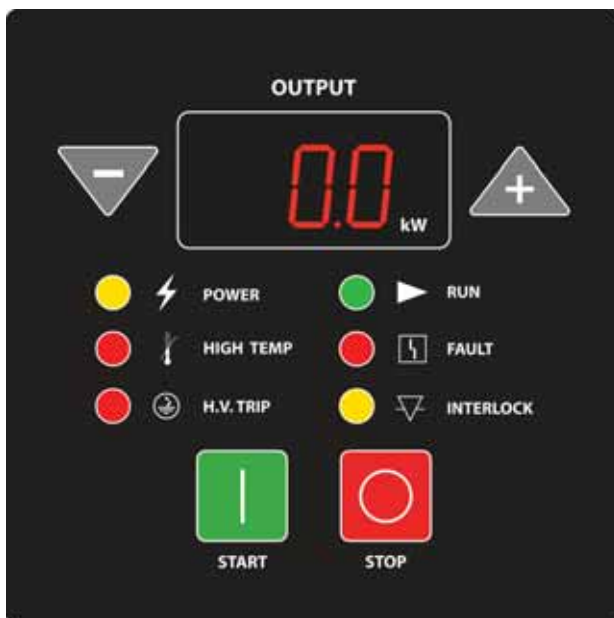 OUTPUT
0.0 kW
POWER
RUN
HIGH TEMP
FAULT
H.V. TRIP
INTERLOCK
START
STOP